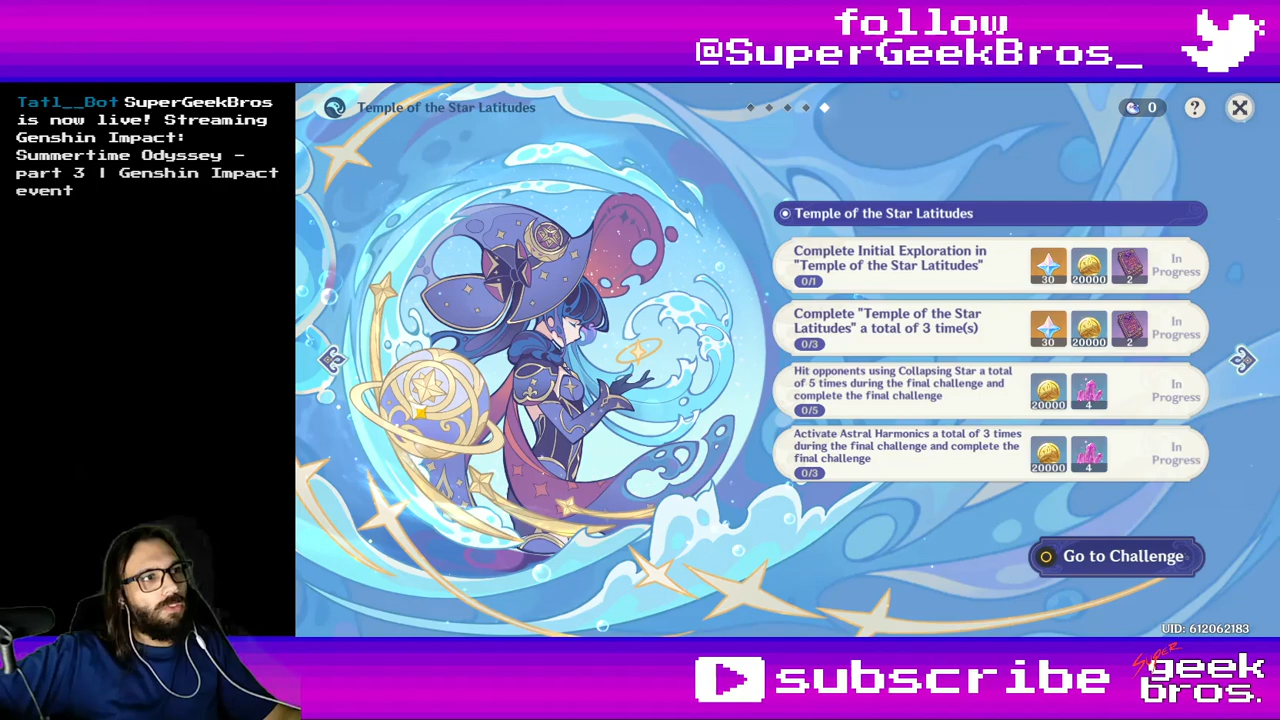 follow
@SuperGeekBros_
Tatl__Bot SuperGeekBros
is now live! Streaming
Genshin Impact:
Summertime Odyssey -
part 3 | Genshin Impact
event
Temple of the Star Latitudes
0
?
Temple of the Star Latitudes
Complete Initial Exploration in
"Temple of the Star Latitudes"
0/1
30
20000
2
In
Progress
Complete "Temple of the Star
Latitudes" a total of 3 time(s)
0/3
30
20000
2
In
Progress
Hit opponents using Collapsing Star a total
of 5 times during the final challenge and
complete the final challenge
0/5
20000
4
In
Progress
Activate Astral Harmonics a total of 3 times
during the final challenge and complete the
final challenge
0/3
20000
4
In
Progress
Go to Challenge
UID: 612062183
subscribe
SUPER
geek
bros.